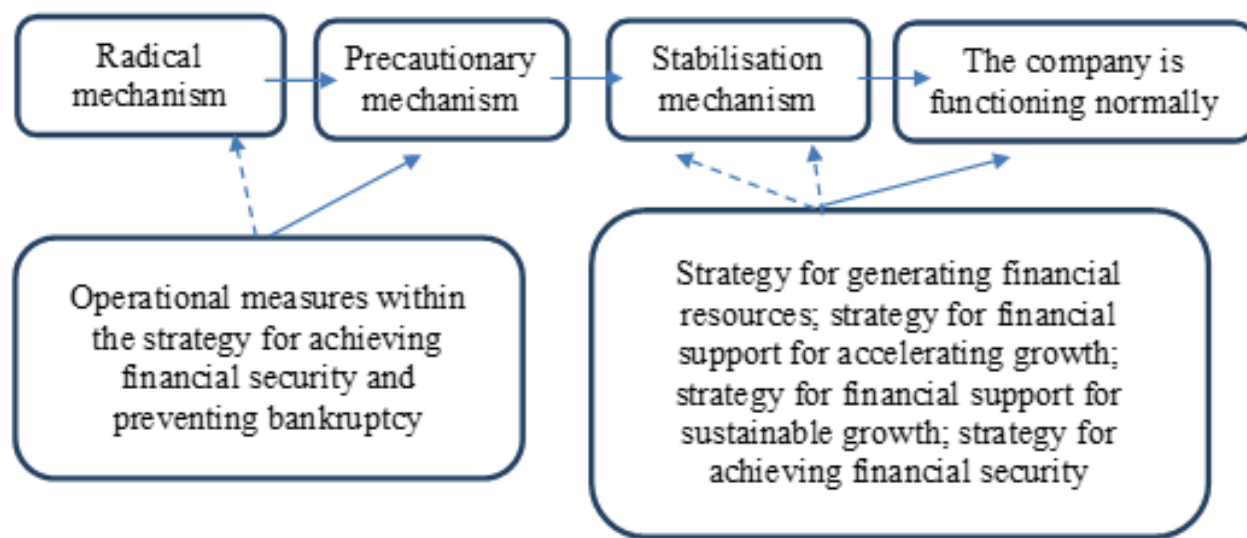 Radical
mechanism
Precautionary
mechanism
Stabilisation
mechanism
The company is
functioning normally
Operational measures within
the strategy for achieving
financial security and
preventing bankruptcy
Strategy for generating financial
resources; strategy for financial
support for accelerating growth;
strategy for financial support for
sustainable growth; strategy for
achieving financial security